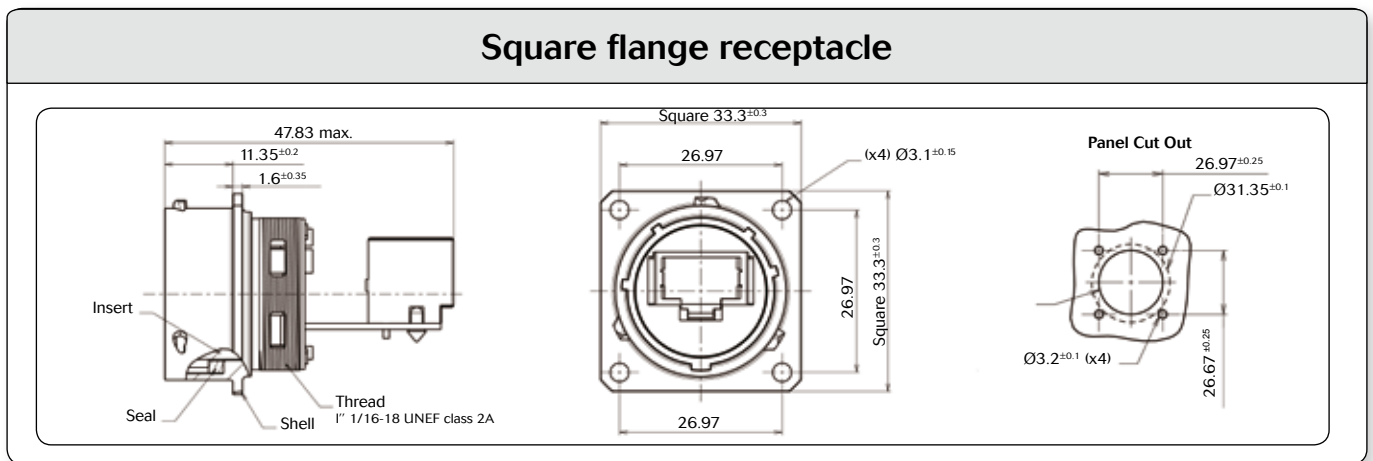 Square flange receptacle
47.83 max.
11.35±0.2
1.6±0.35
Insert
Seal
Shell
Thread
I″ 1/16-18 UNEF class 2A
Square 33.3±0.3
26.97
(x4) Ø3.1±0.15
26.97
Square 33.3±0.3
26.97
Panel Cut Out
26.97±0.25
Ø31.35±0.1
Ø3.2±0.1 (x4)
26.67±0.25